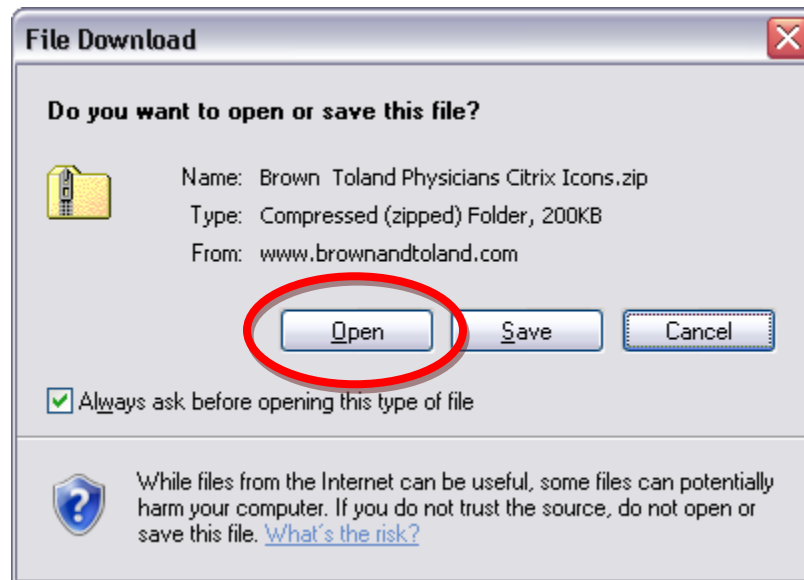 File Download
Do you want to open or save this file?
Name: Brown  Toland Physicians Citrix Icons.zip
Type: Compressed (zipped) Folder, 200KB
From: www.brownandtoland.com
Open Save Cancel
Always ask before opening this type of file
While files from the Internet can be useful, some files can potentially
harm your computer. If you do not trust the source, do not open or
save this file. What's the risk?